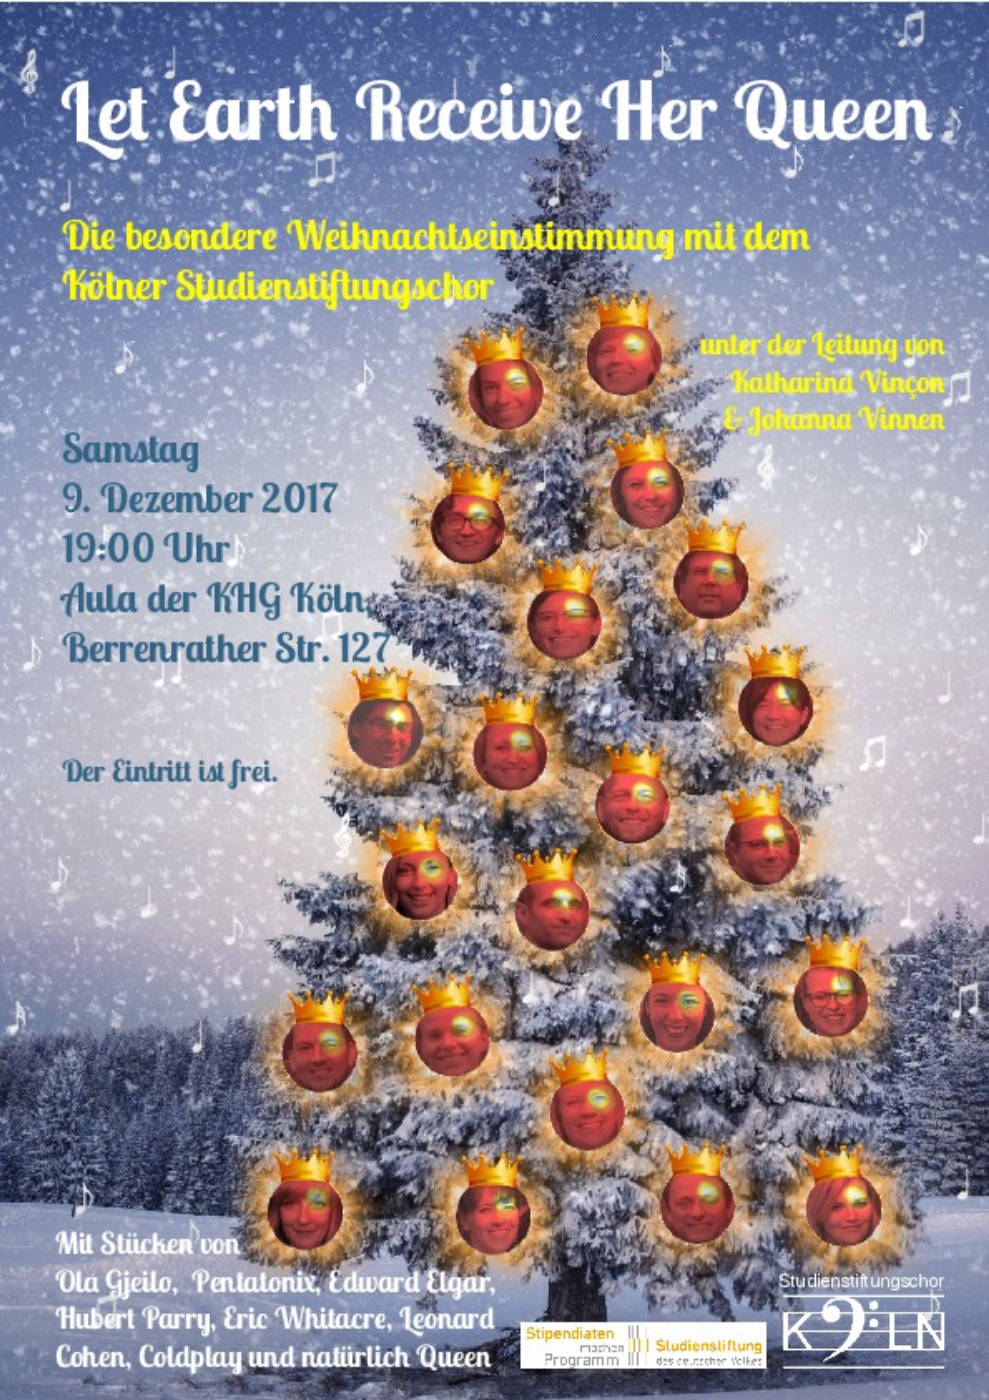 Let Earth Receive Her Queen
Die besondere Weihnachtseinstimmung mit dem
Kölner Studienstiftungschor
unter der Leitung von
Katharina Vinçon
& Johanna Vinnen
Samstag
9. Dezember 2017
19:00 Uhr
Aula der KHG Köln,
Berrenrather Str. 127
Der Eintritt ist frei.
Mit Stücken von
Ola Gjeilo, Pentatonix, Edward Elgar,
Hubert Parry, Eric Whitacre, Leonard
Cohen, Coldplay und natürlich Queen
Stipendiaten
machen
Programm
Studienstiftung
des deutschen Volkes
Studienstiftungschor
KÖLN